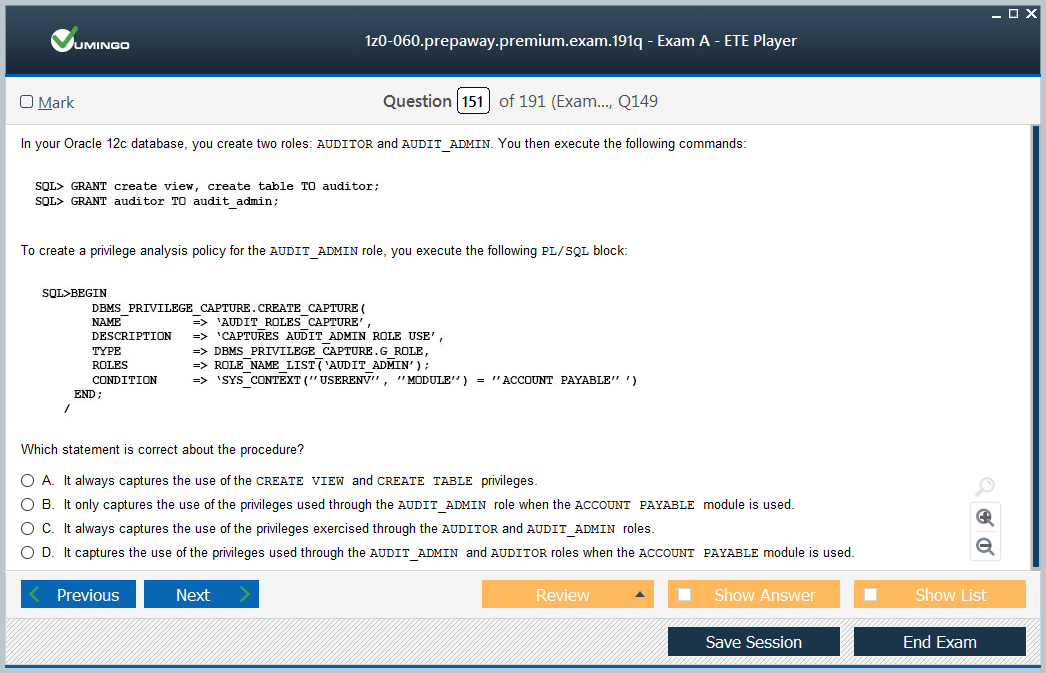 VUMINGO
1z0-060.prepaway.premium.exam.191q - Exam A - ETE Player
Mark
Question 151 of 191 (Exam..., Q149
In your Oracle 12c database, you create two roles: AUDITOR and AUDIT_ADMIN. You then execute the following commands:
SQL> GRANT create view, create table TO auditor;
SQL> GRANT auditor TO audit_admin;
To create a privilege analysis policy for the AUDIT_ADMIN role, you execute the following PL/SQL block:
SQL>BEGIN
DBMS_PRIVILEGE_CAPTURE.CREATE_CAPTURE(
NAME => ‘AUDIT_ROLES_CAPTURE’,
DESCRIPTION => ‘CAPTURES AUDIT_ADMIN ROLE USE’,
TYPE => DBMS_PRIVILEGE_CAPTURE.G_ROLE,
ROLES => ROLE_NAME_LIST(‘AUDIT_ADMIN’);
CONDITION => ‘SYS_CONTEXT(’’USERENV’’, ’’MODULE’’) = ’’ACCOUNT PAYABLE’’ ’)
END;
/
Which statement is correct about the procedure?
A. It always captures the use of the CREATE VIEW and CREATE TABLE privileges.
B. It only captures the use of the privileges used through the AUDIT_ADMIN role when the ACCOUNT PAYABLE module is used.
C. It always captures the use of the privileges exercised through the AUDITOR and AUDIT_ADMIN roles.
D. It captures the use of the privileges used through the AUDIT_ADMIN and AUDITOR roles when the ACCOUNT PAYABLE module is used.
Previous Next Review Show Answer Show List
Save Session End Exam